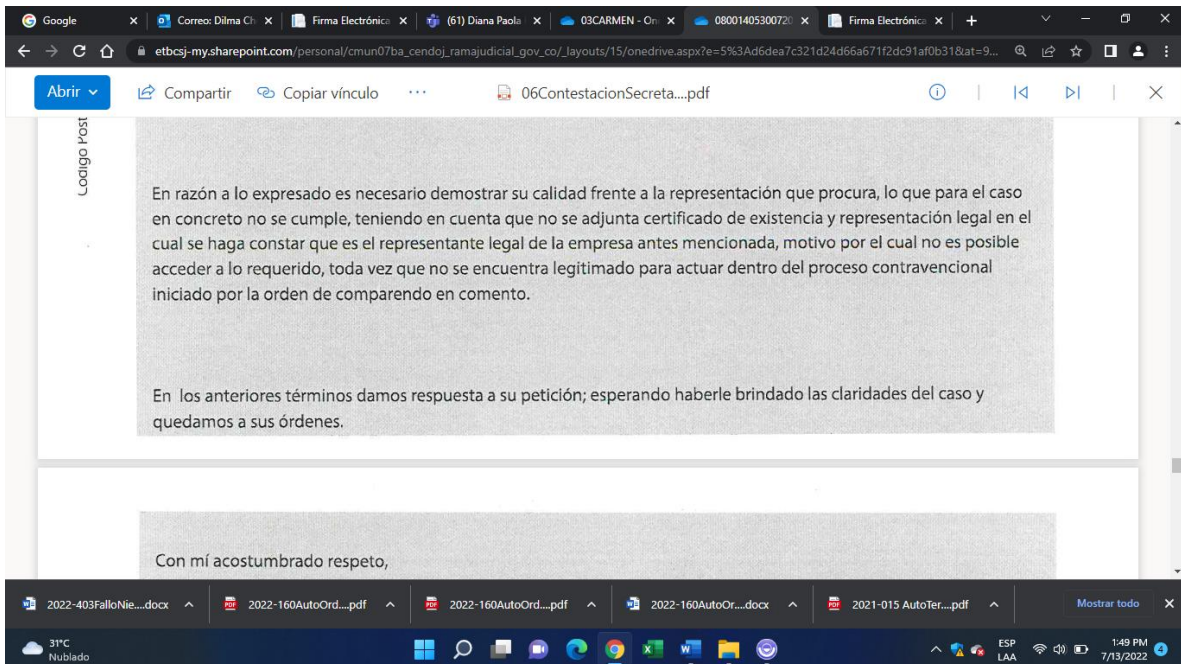 Google
Correo: Dilma Ch
Firma Electrónica
(61) Diana Paola
03CARMEN - On
08001405300720
Firma Electrónica
etbcsj-my.sharepoint.com/personal/cmun07ba_cendoj_ramajudicial_gov_co/_layouts/15/onedrive.aspx?e=5%3Ad6dea7c321d24d66a671f2dc91af0b31&at=9...
Abrir
Compartir
Copiar vínculo
...
06ContestacionSecreta....pdf
Codigo Post
En razón a lo expresado es necesario demostrar su calidad frente a la representación que procura, lo que para el caso
en concreto no se cumple, teniendo en cuenta que no se adjunta certificado de existencia y representación legal en el
cual se haga constar que es el representante legal de la empresa antes mencionada, motivo por el cual no es posible
acceder a lo requerido, toda vez que no se encuentra legitimado para actuar dentro del proceso contravencional
iniciado por la orden de comparendo en comento.
En los anteriores términos damos respuesta a su petición; esperando haberle brindado las claridades del caso y
quedamos a sus órdenes.
Con mí acostumbrado respeto,
2022-403FalloNie....docx
2022-160AutoOrd....pdf
2022-160AutoOrd....pdf
2022-160AutoOr....docx
2021-015 AutoTer....pdf
Mostrar todo
31°C
Nublado
ESP
LAA
1:49 PM
7/13/2022
4